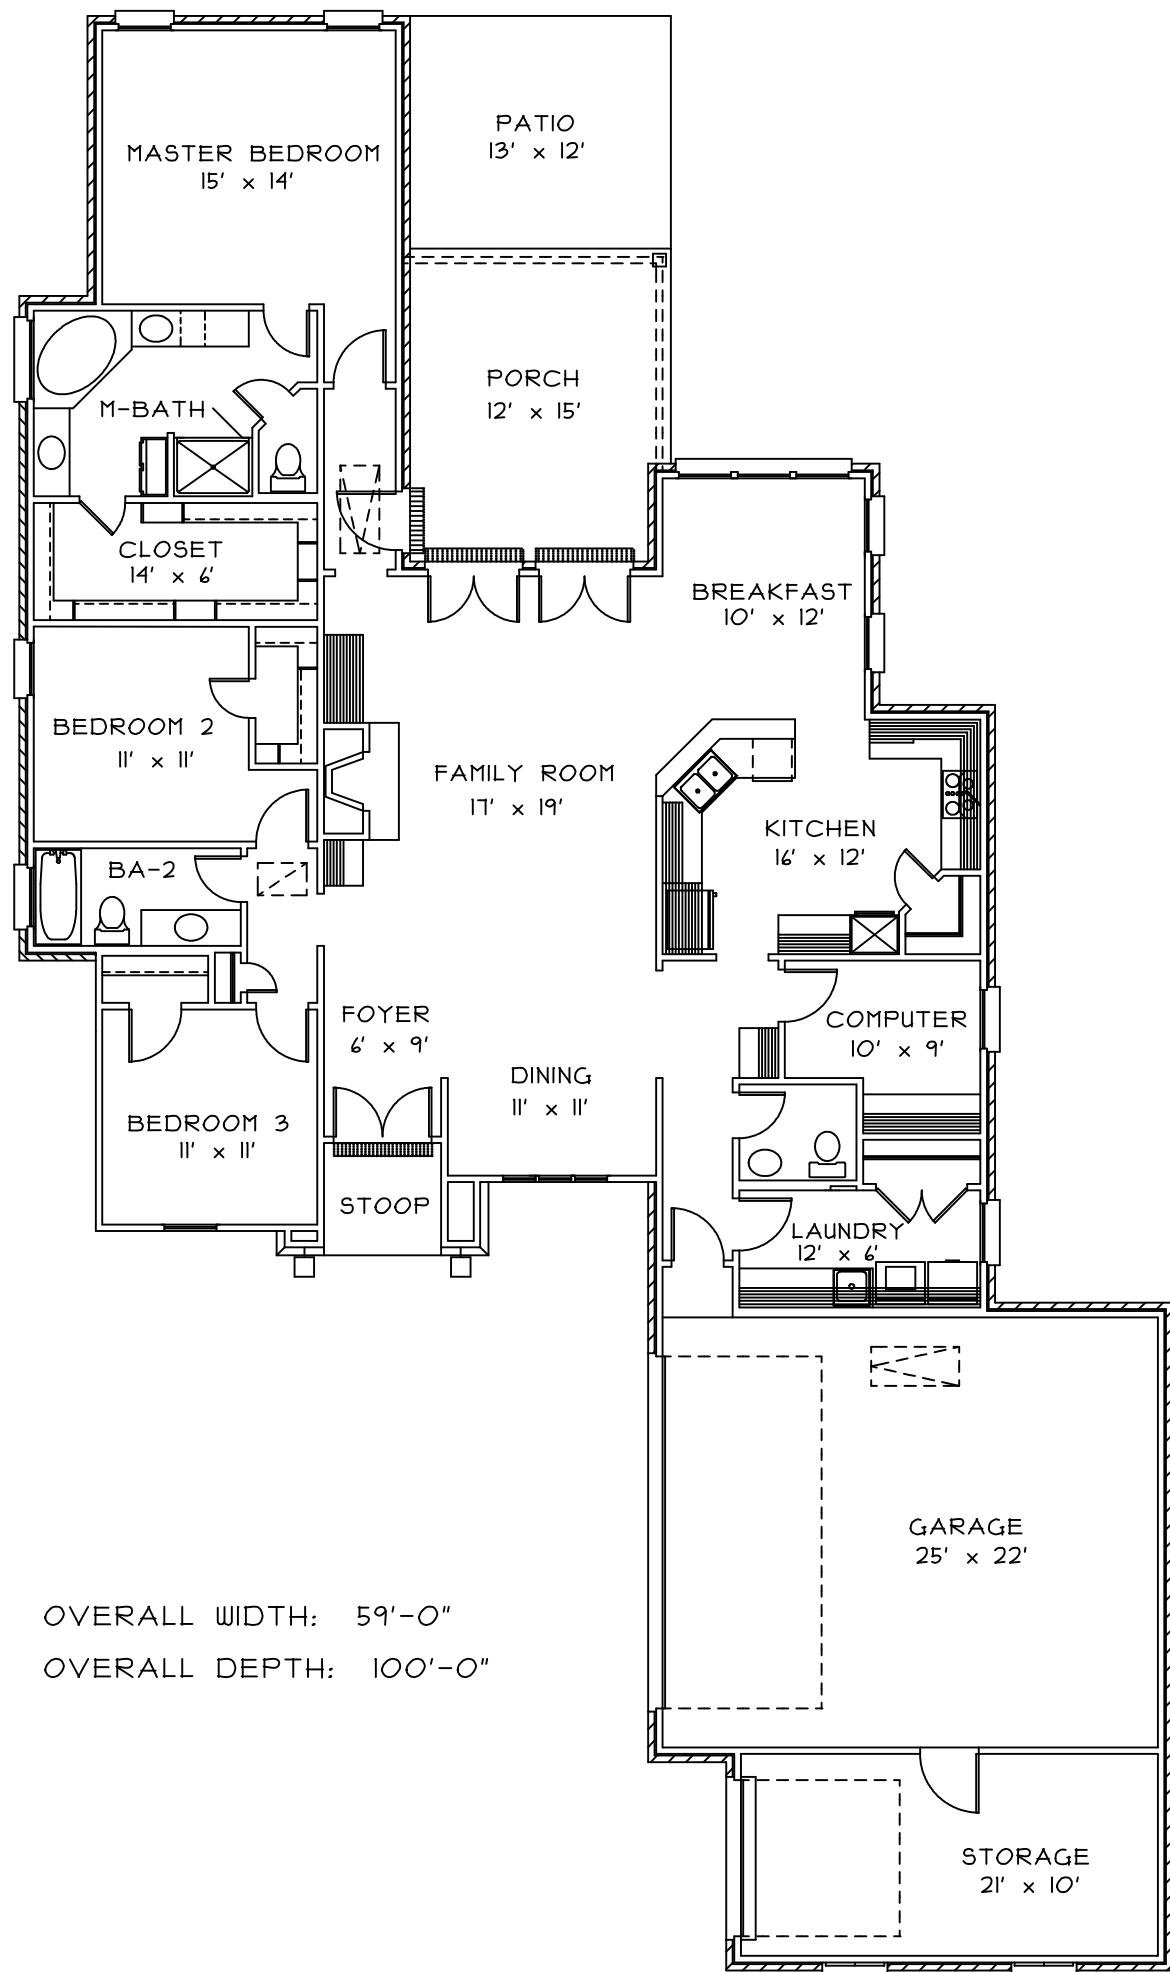 PATIO
13' x 12'
MASTER BEDROOM
15' x 14'
PORCH
12' x 15'
M-BATH
CLOSET
14' x 6'
BREAKFAST
10' x 12'
BEDROOM 2
11' x 11'
FAMILY ROOM
17' x 19'
KITCHEN
16' x 12'
BA-2
FOYER
6' x 9'
COMPUTER
10' x 9'
DINING
11' x 11'
BEDROOM 3
11' x 11'
STOOP
LAUNDRY
12' x 6'
GARAGE
25' x 22'
OVERALL WIDTH: 59'-0"
OVERALL DEPTH: 100'-0"
STORAGE
21' x 10'